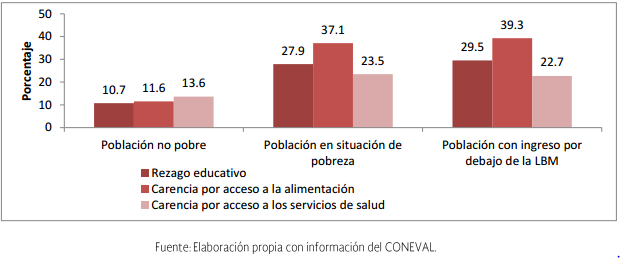 Porcentaje
50
40
30
20
10
0
10.7
11.6
13.6
27.9
37.1
23.5
29.5
39.3
22.7
Población no pobre
Población en situación de
pobreza
Población con ingreso por
debajo de la LBM
Rezago educativo
Carencia por acceso a la alimentación
Carencia por acceso a los servicios de salud
Fuente: Elaboración propia con información del CONEVAL.